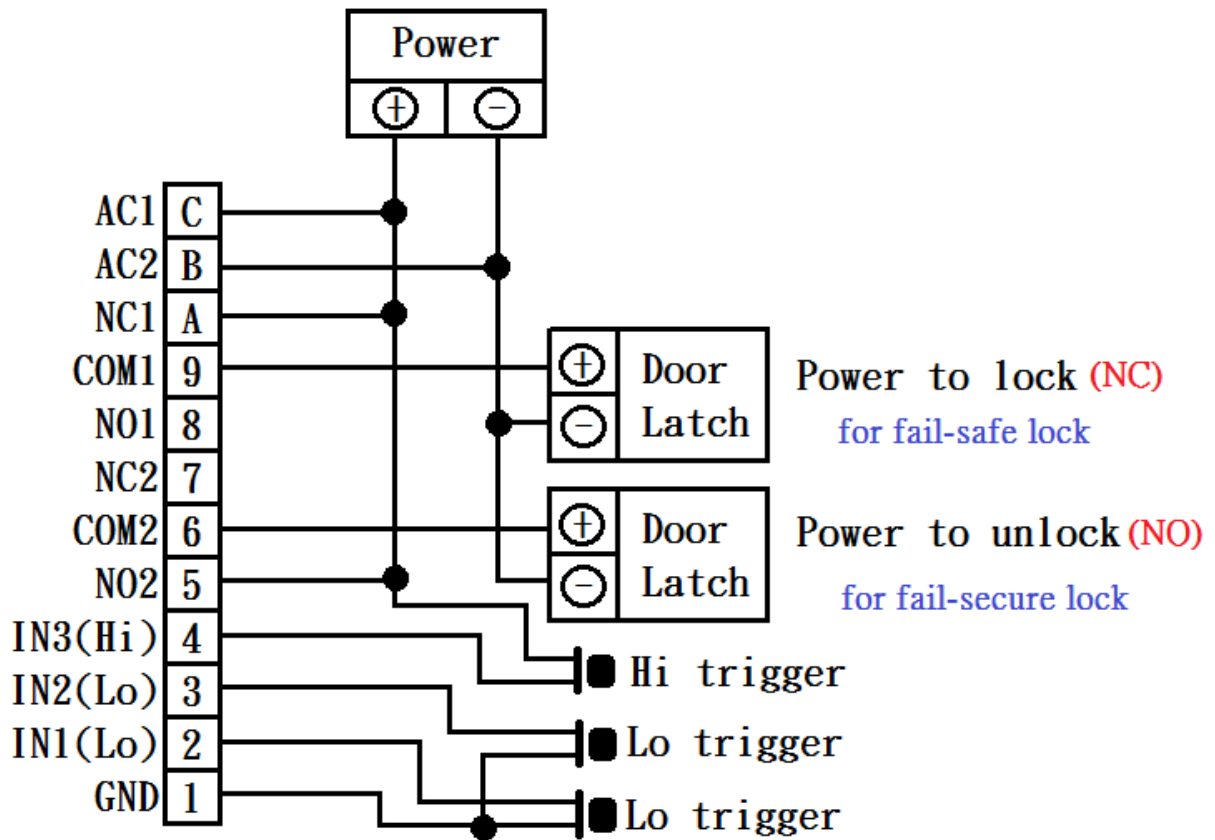 Power
+ -
AC1 C
AC2 B
NC1 A
COM1 9
NO1 8
NC2 7
COM2 6
NO2 5
IN3(Hi) 4
IN2(Lo) 3
IN1(Lo) 2
GND 1
+ Door
- Latch
Power to lock (NC)
for fail-safe lock
+ Door
- Latch
Power to unlock (NO)
for fail-secure lock
Hi trigger
Lo trigger
Lo trigger